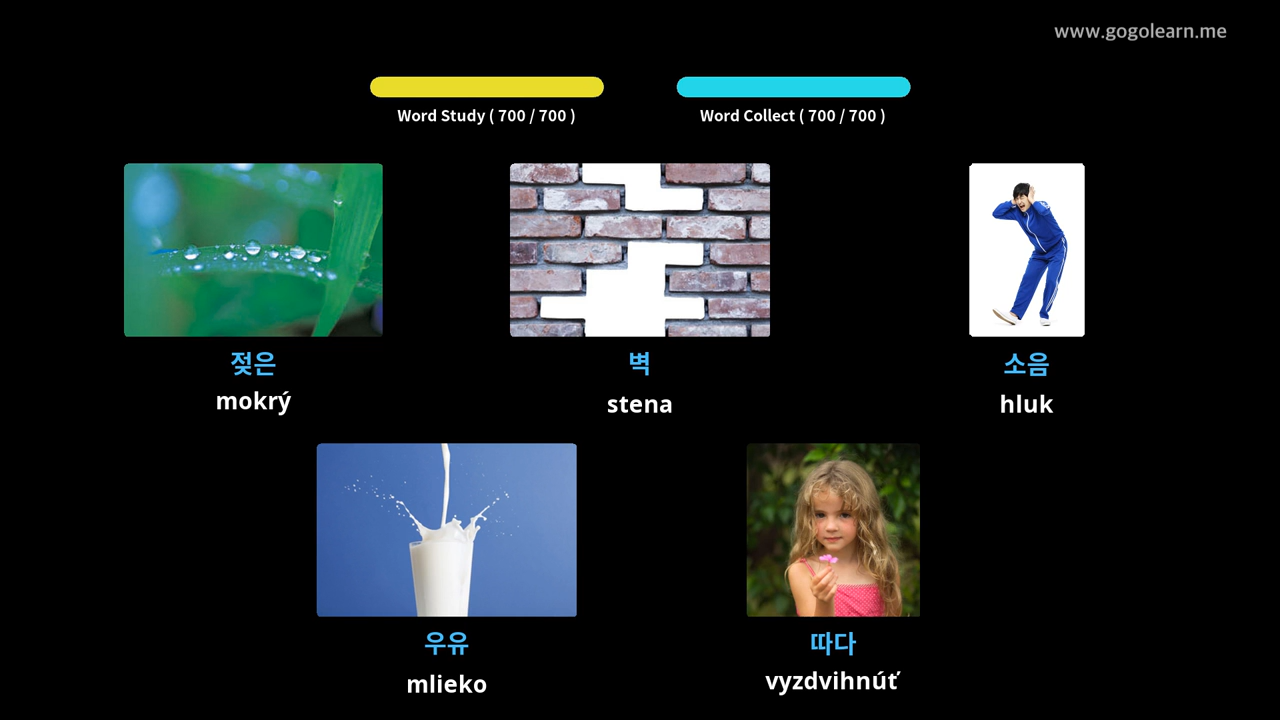 www.gogolearn.me
Word Study ( 700 / 700 )
Word Collect ( 700 / 700 )
젖은
mokrý
벽
stena
소음
hluk
우유
mlieko
따다
vyzdvihnúť